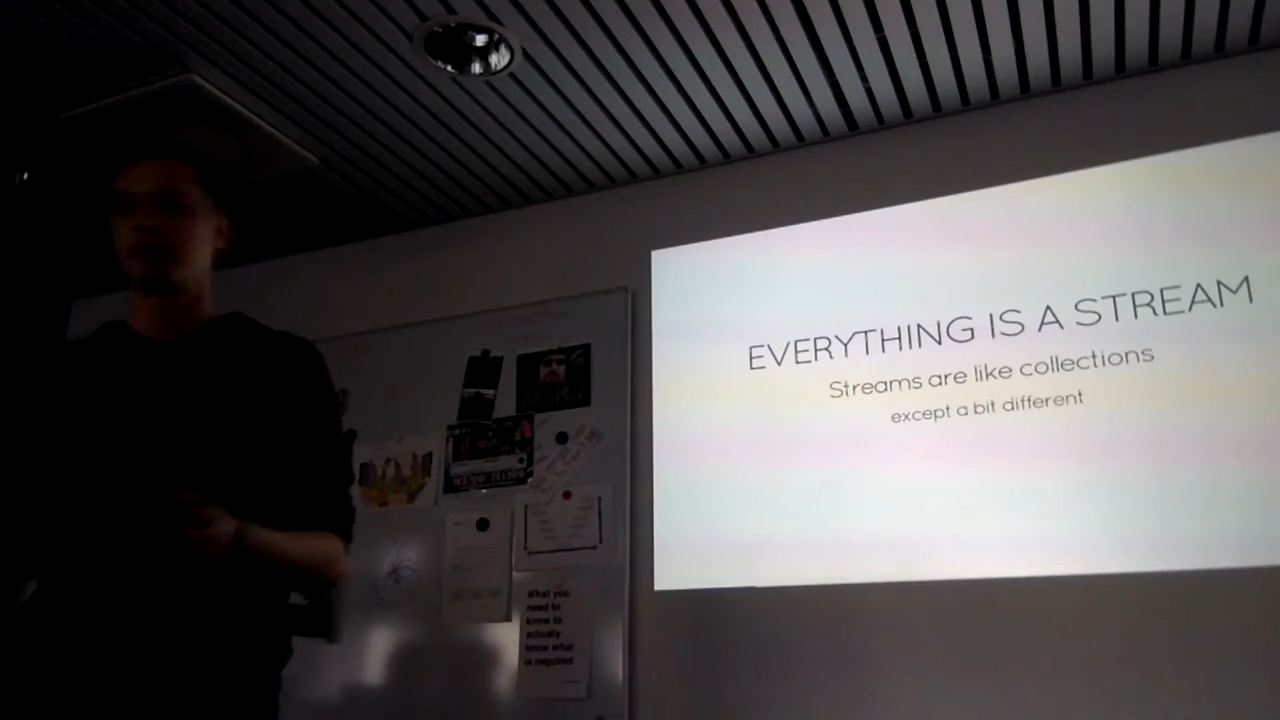 EVERYTHING IS A STREAM
Streams are like collections
except a bit different
What you
need to
know to
actually
know what
is required